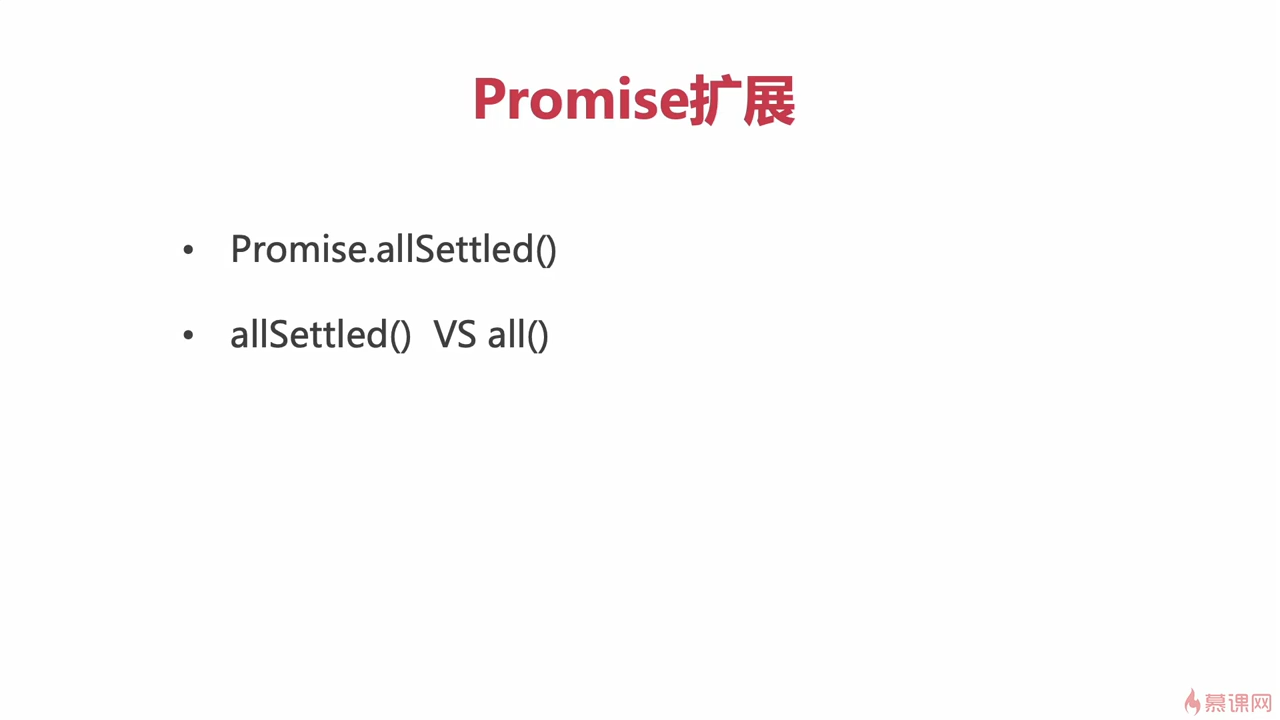 Promise扩展
• Promise.allSettled()
• allSettled()  VS all()
慕课网